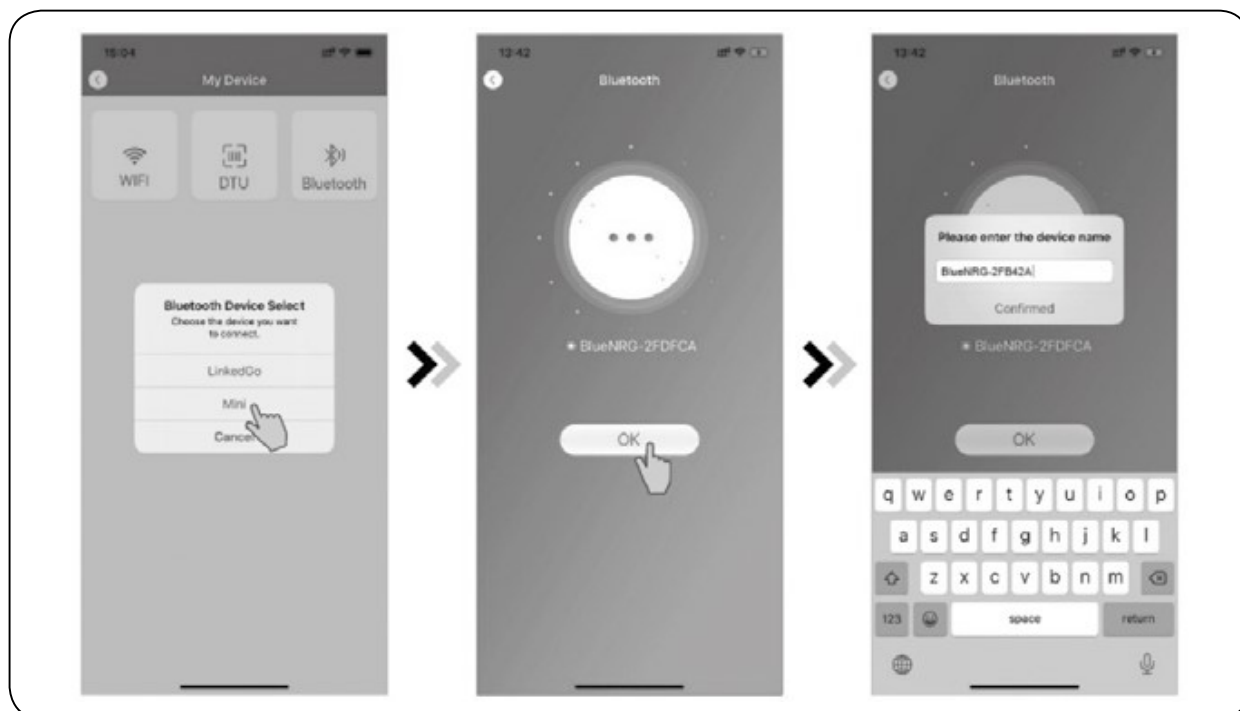 15:04
My Device
WIFI
DTU
Bluetooth
Bluetooth Device Select
Choose the device you want
to connect.
LinkedGo
Mini
Cancel
13:42
Bluetooth
BlueNRG-2FDFCA
OK
13:42
Bluetooth
Please enter the device name
BlueNRG-2FB42A
Confirmed
BlueNRG-2FDFCA
OK
q w e r t y u i o p
a s d f g h j k l
z x c v b n m
123 space return